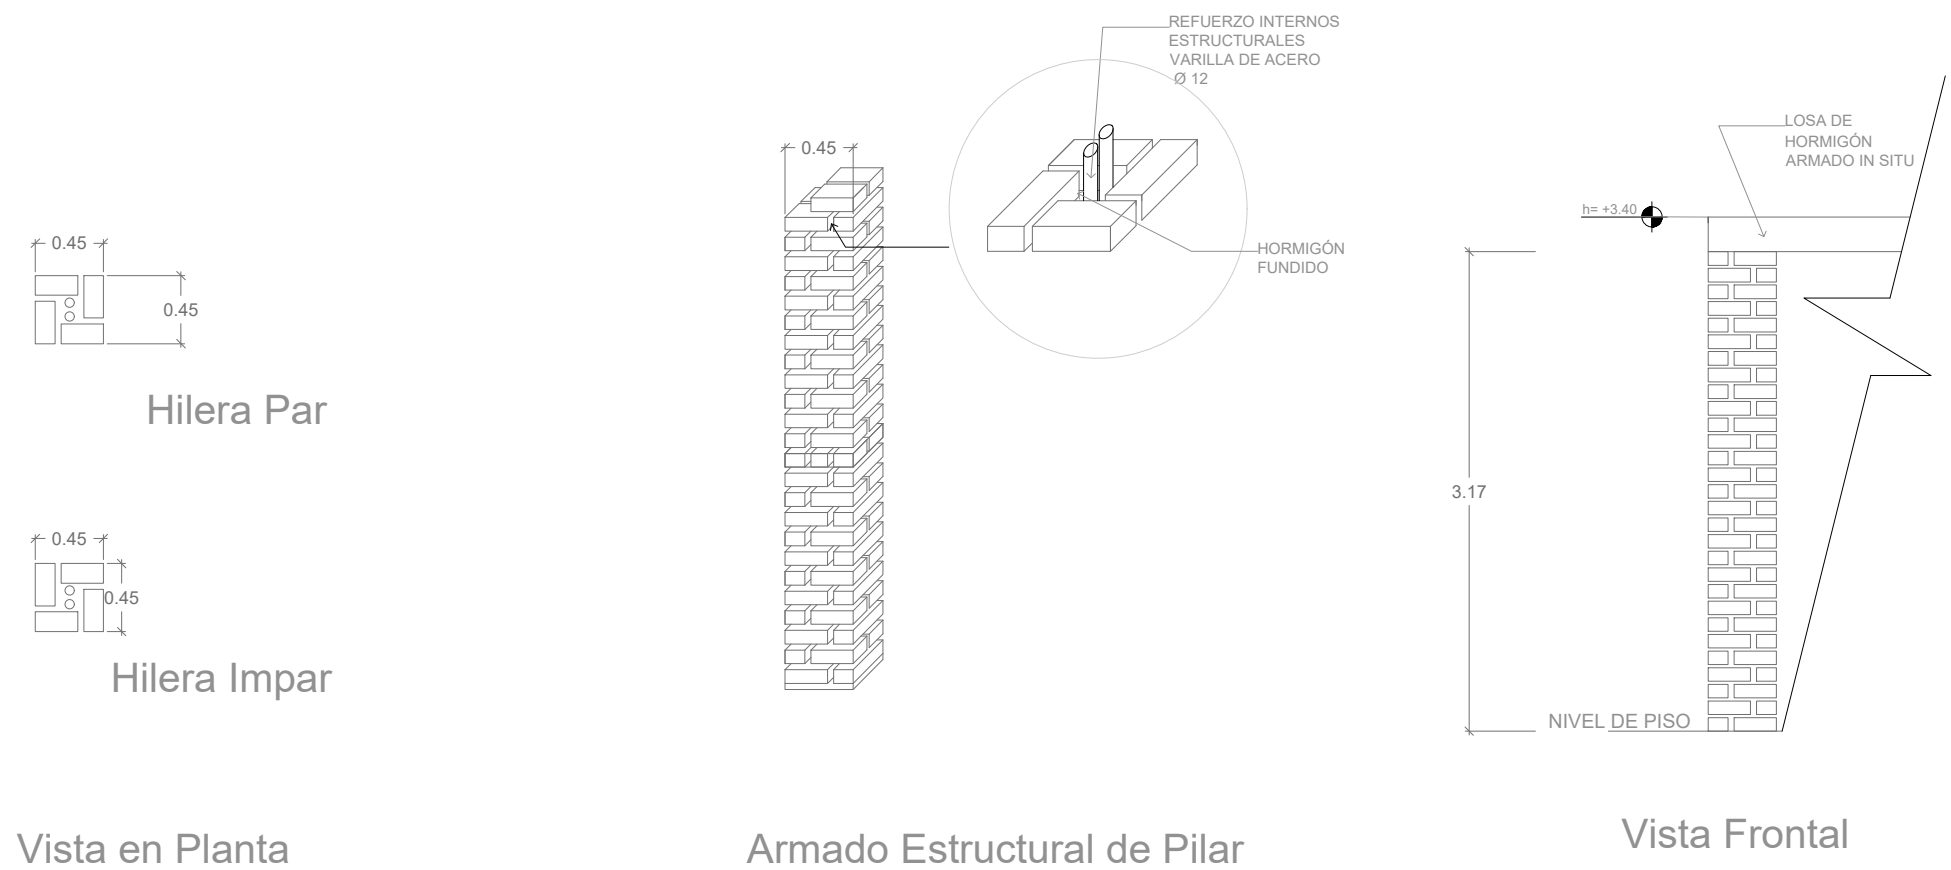 0.45
0.45
Hilera Par
0.45
0.45
Hilera Impar
Vista en Planta
REFUERZO INTERNOS
ESTRUCTURALES
VARILLA DE ACERO
Ø 12
0.45
HORMIGÓN
FUNDIDO
Armado Estructural de Pilar
LOSA DE
HORMIGÓN
ARMADO IN SITU
h= +3.40
3.17
NIVEL DE PISO
Vista Frontal